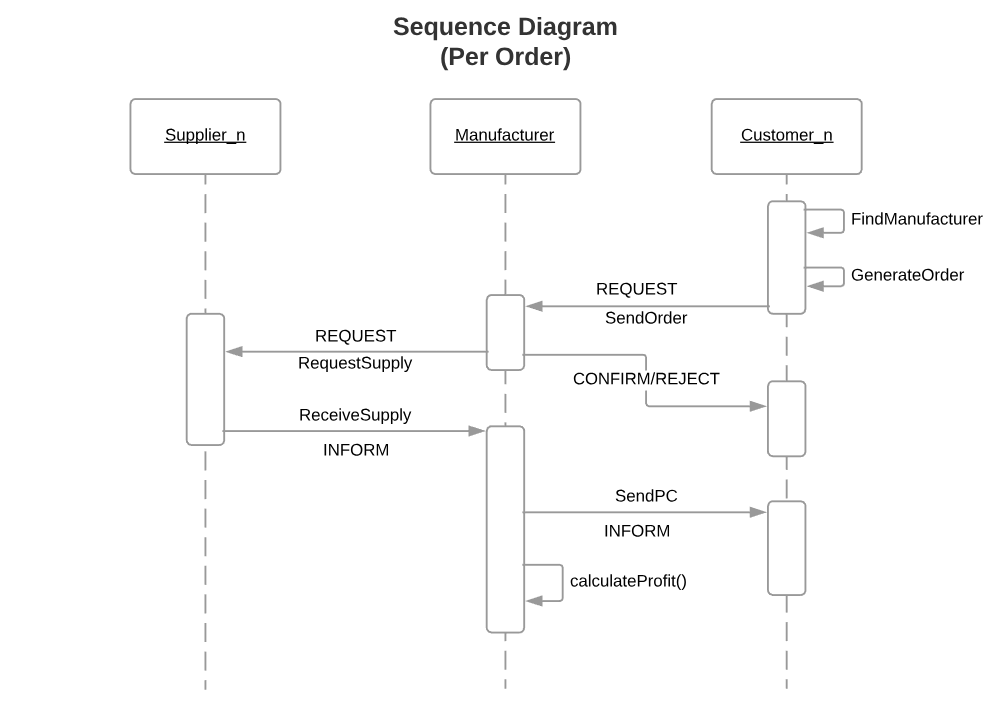 Sequence Diagram
(Per Order)
Supplier_n
Manufacturer
Customer_n
FindManufacturer
GenerateOrder
REQUEST
SendOrder
REQUEST
RequestSupply
CONFIRM/REJECT
ReceiveSupply
INFORM
SendPC
INFORM
calculateProfit()